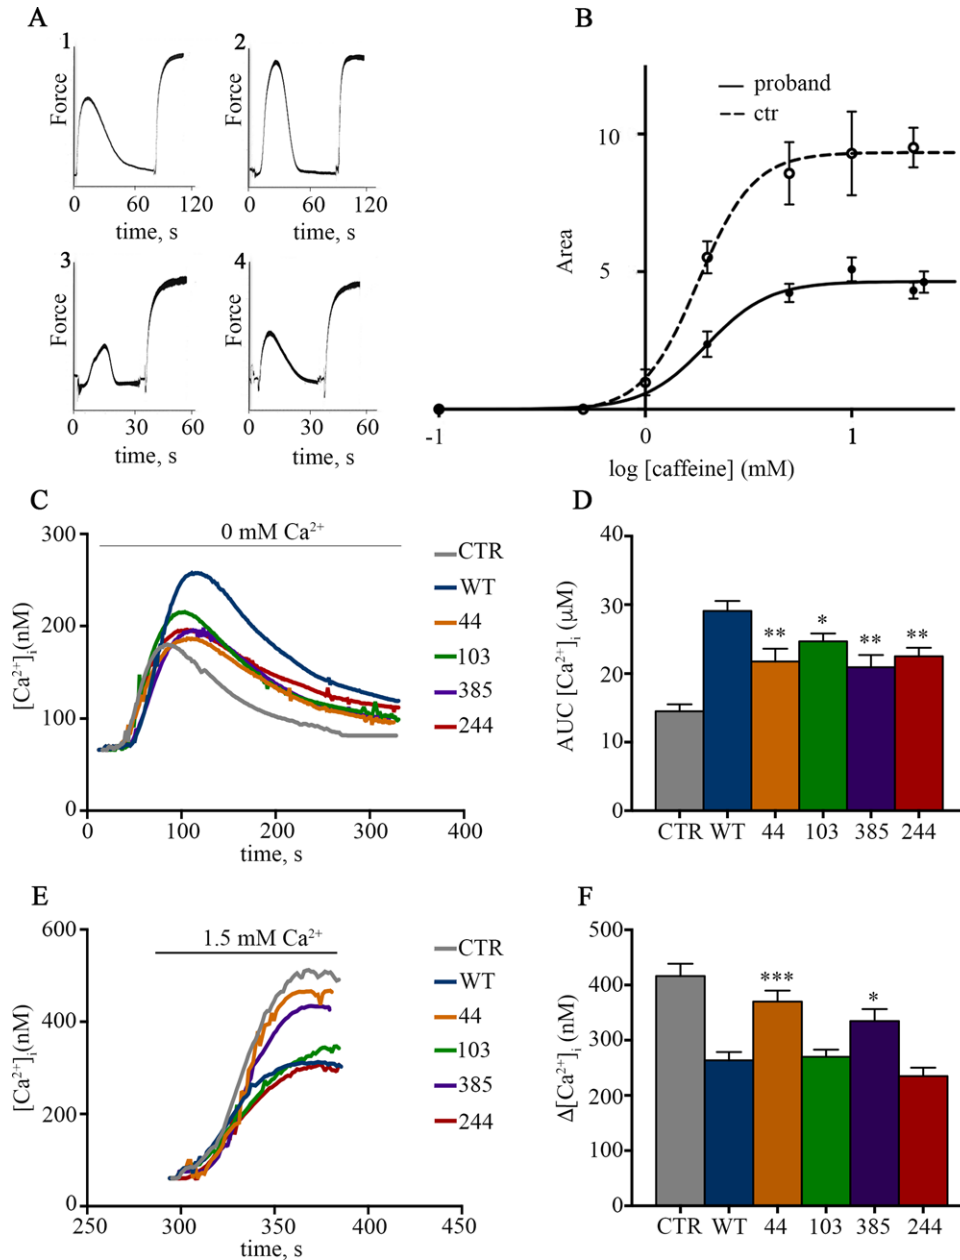 A
1
Force
0 60 120
time, s
2
Force
0 60 120
time, s
3
Force
0 30 60
time, s
4
Force
0 30 60
time, s
B
proband
ctr
10
5
Area
-1 0 1
log [caffeine] (mM)
C
0 mM Ca²⁺
300
200
100
0
[Ca²⁺]ᵢ(nM)
0 100 200 300 400
time, s
CTR
WT
44
103
385
244
D
40
30
20
10
0
AUC [Ca²⁺]ᵢ (µM)
** * ** **
CTR WT 44 103 385 244
E
1.5 mM Ca²⁺
600
400
200
0
[Ca²⁺]ᵢ(nM)
250 300 350 400 450
time, s
CTR
WT
44
103
385
244
F
500
400
300
200
100
0
Δ[Ca²⁺]ᵢ (nM)
*** *
CTR WT 44 103 385 244